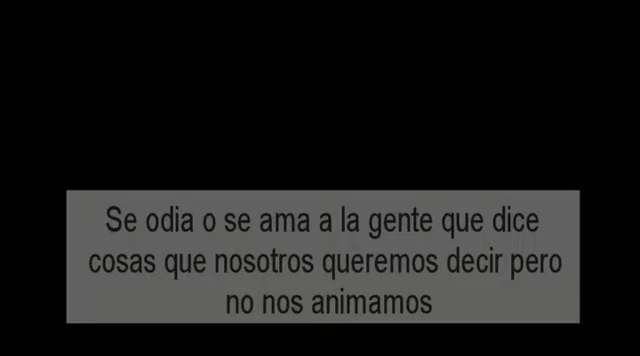 Se odia o se ama a la gente que dice
cosas que nosotros queremos decir pero
no nos animamos